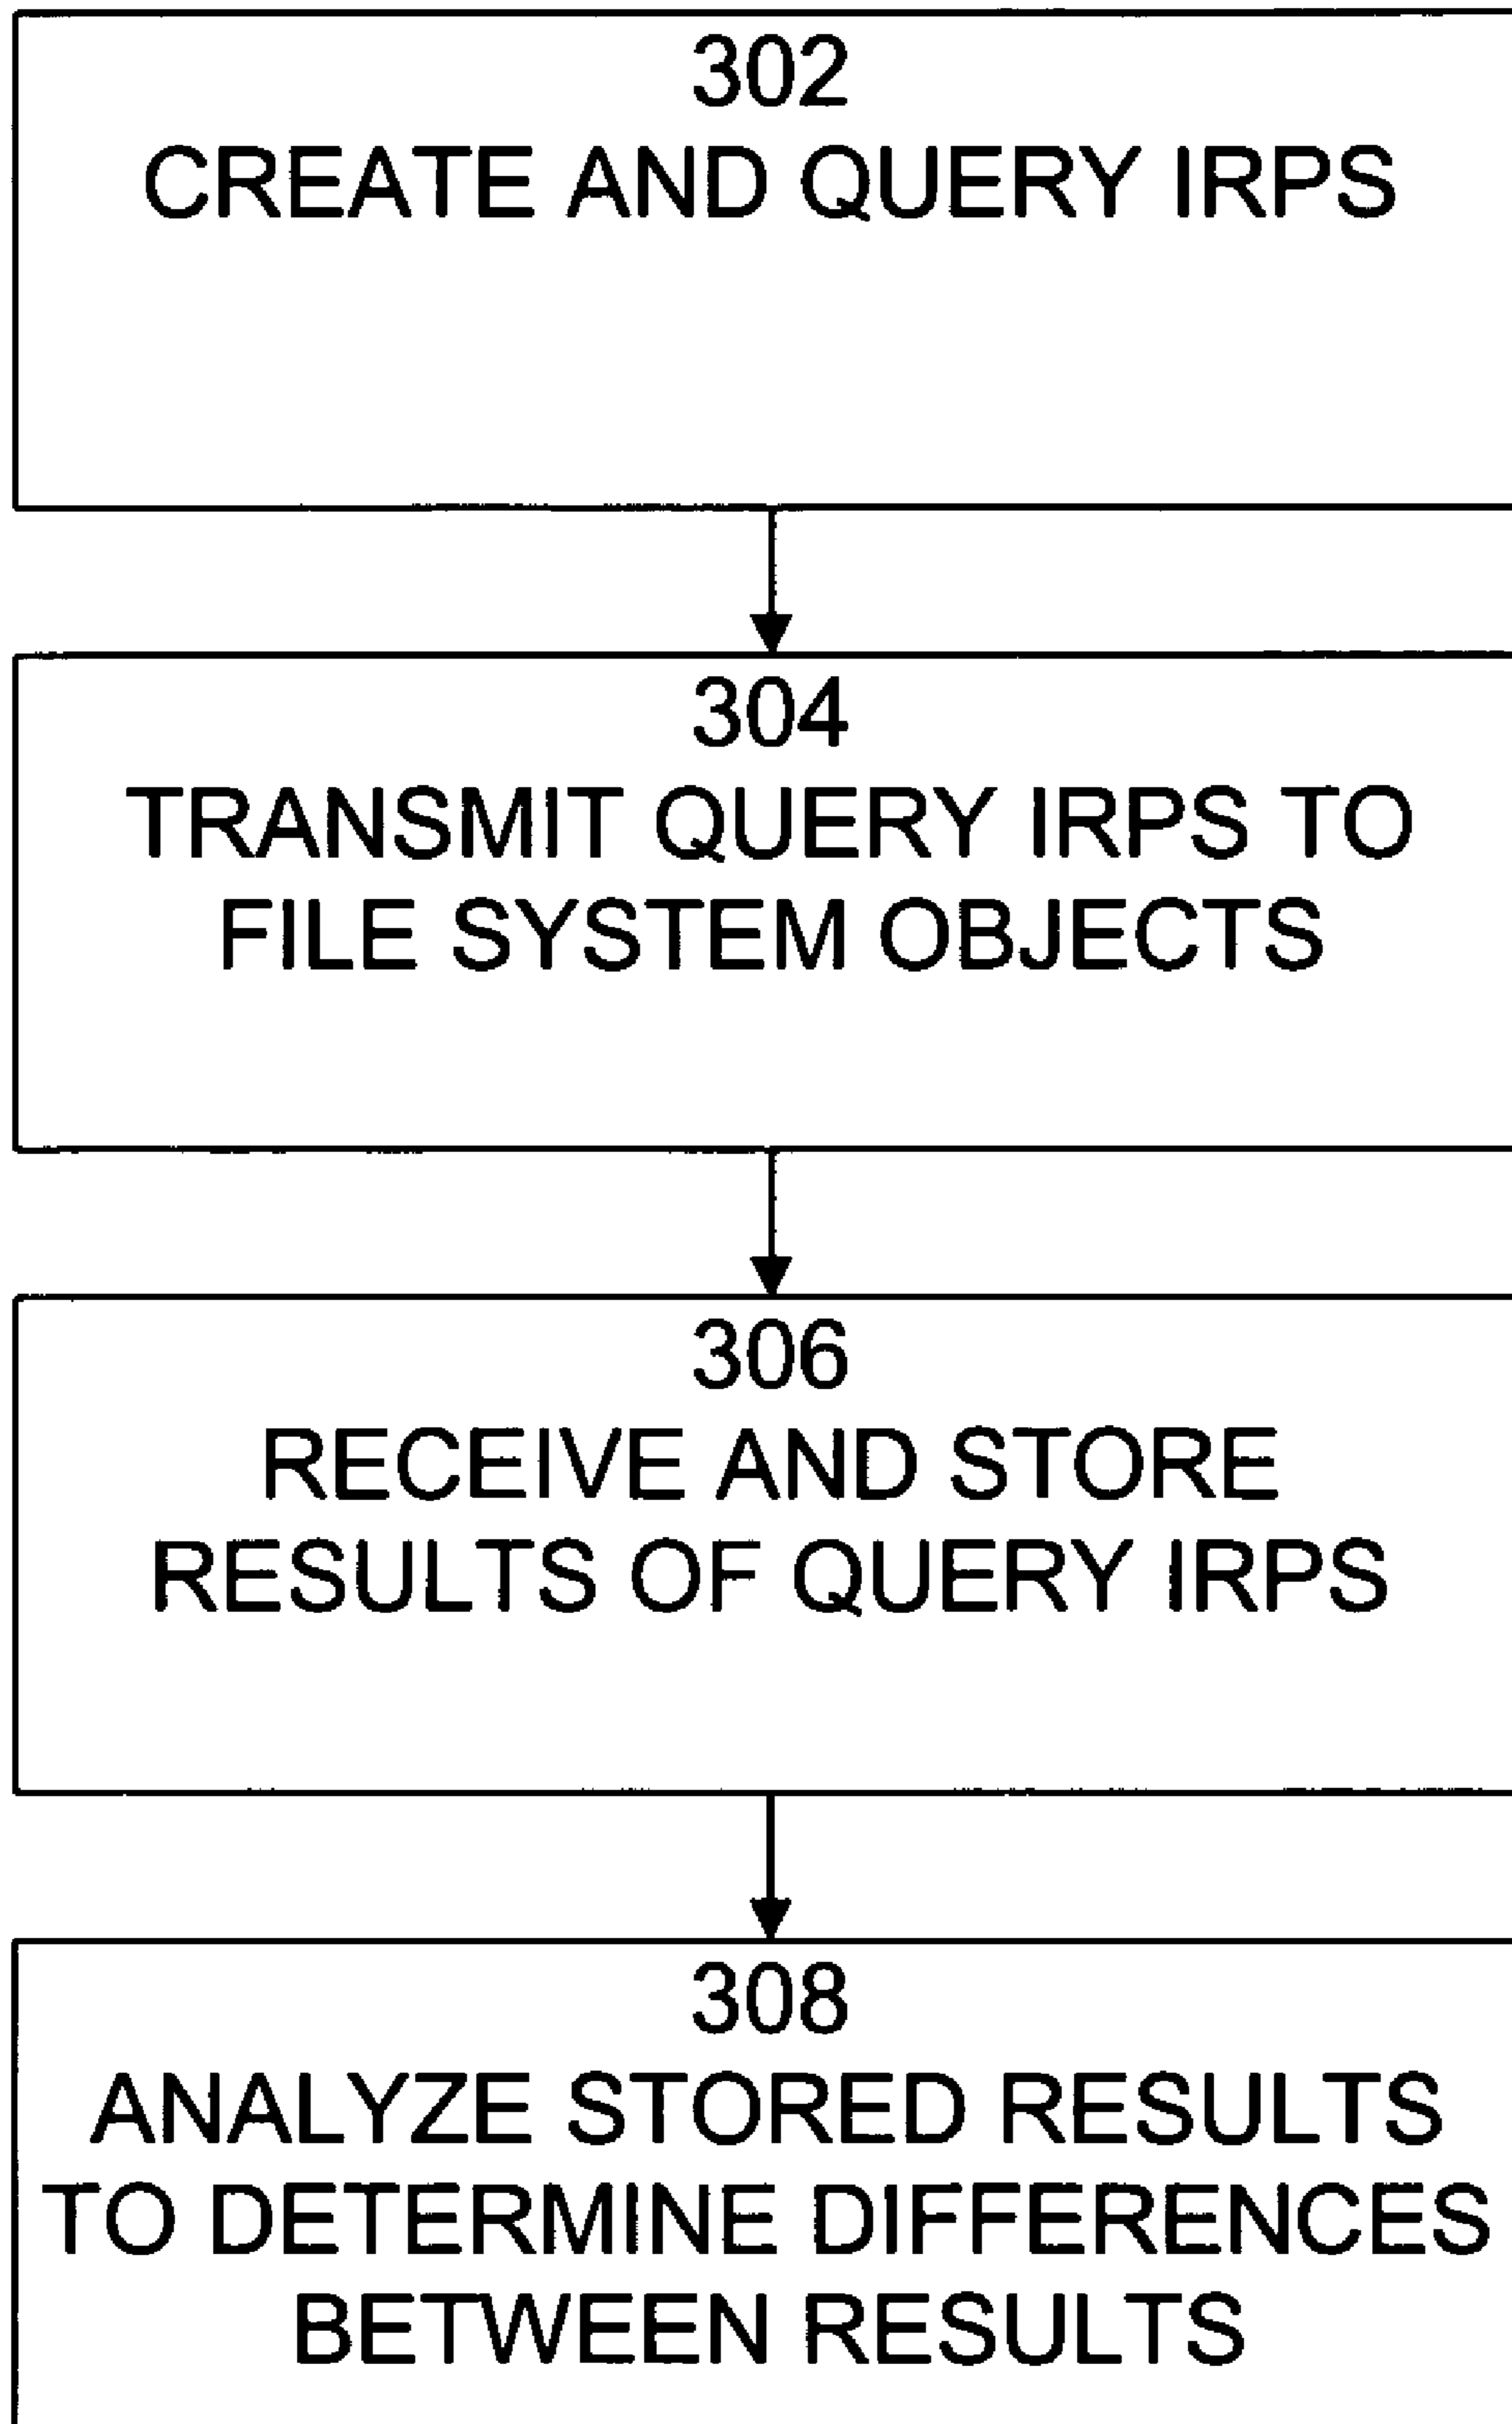 302
CREATE AND QUERY IRPS
304
TRANSMIT QUERY IRPS TO
FILE SYSTEM OBJECTS
306
RECEIVE AND STORE
RESULTS OF QUERY IRPS
308
ANALYZE STORED RESULTS
TO DETERMINE DIFFERENCES
BETWEEN RESULTS